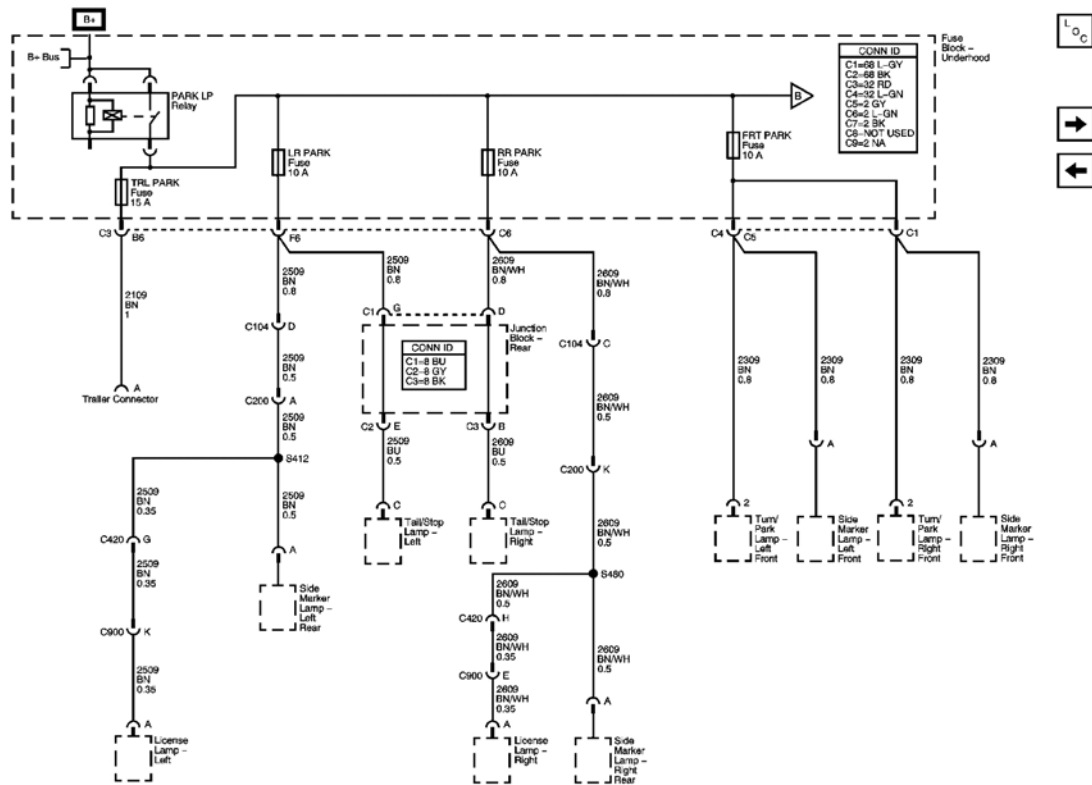 B+
B+ Bus
PARK LP
Relay
TRL PARK
Fuse
15 A
LR PARK
Fuse
10 A
RR PARK
Fuse
10 A
FRT PARK
Fuse
10 A
B
CONN ID
C1=68 L-GY
C2=68 BK
C3=32 RD
C4=32 L-GN
C5=2 GY
C6=2 L-GN
C7=2 BK
C8-NOT USED
C9=2 NA
Fuse
Block -
Underhood
L
O
C
C3
B6
F6
C6
C4
C5
C1
2109
BN
1
A
Trailer Connector
2509
BN
0.8
C104
D
2509
BN
0.5
C200
A
2509
BN
0.5
S412
2509
BN
0.35
C420
G
2509
BN
0.35
C900
K
2509
BN
0.35
A
License
Lamp -
Left
2509
BN
0.5
A
Side
Marker
Lamp -
Left
Rear
2509
BN
0.8
C1
G
2609
BN/WH
0.8
D
Junction
Block -
Rear
CONN ID
C1=8 BU
C2=8 GY
C3=8 BK
C2
E
2509
BU
0.5
C
Tail/Stop
Lamp -
Left
C3
B
2609
BU
0.5
C
Tail/Stop
Lamp -
Right
2609
BN/WH
0.8
C104
C
2609
BN/WH
0.5
C200
K
2609
BN/WH
0.5
S480
2609
BN/WH
0.5
C420
H
2609
BN/WH
0.35
C900
E
2609
BN/WH
0.35
A
License
Lamp -
Right
2609
BN/WH
0.5
A
Side
Marker
Lamp -
Right
Rear
2309
BN
0.8
2
Turn/
Park
Lamp -
Left
Front
2309
BN
0.8
A
Side
Marker
Lamp -
Left
Front
2309
BN
0.8
2
Turn/
Park
Lamp -
Right
Front
2309
BN
0.8
A
Side
Marker
Lamp -
Right
Front